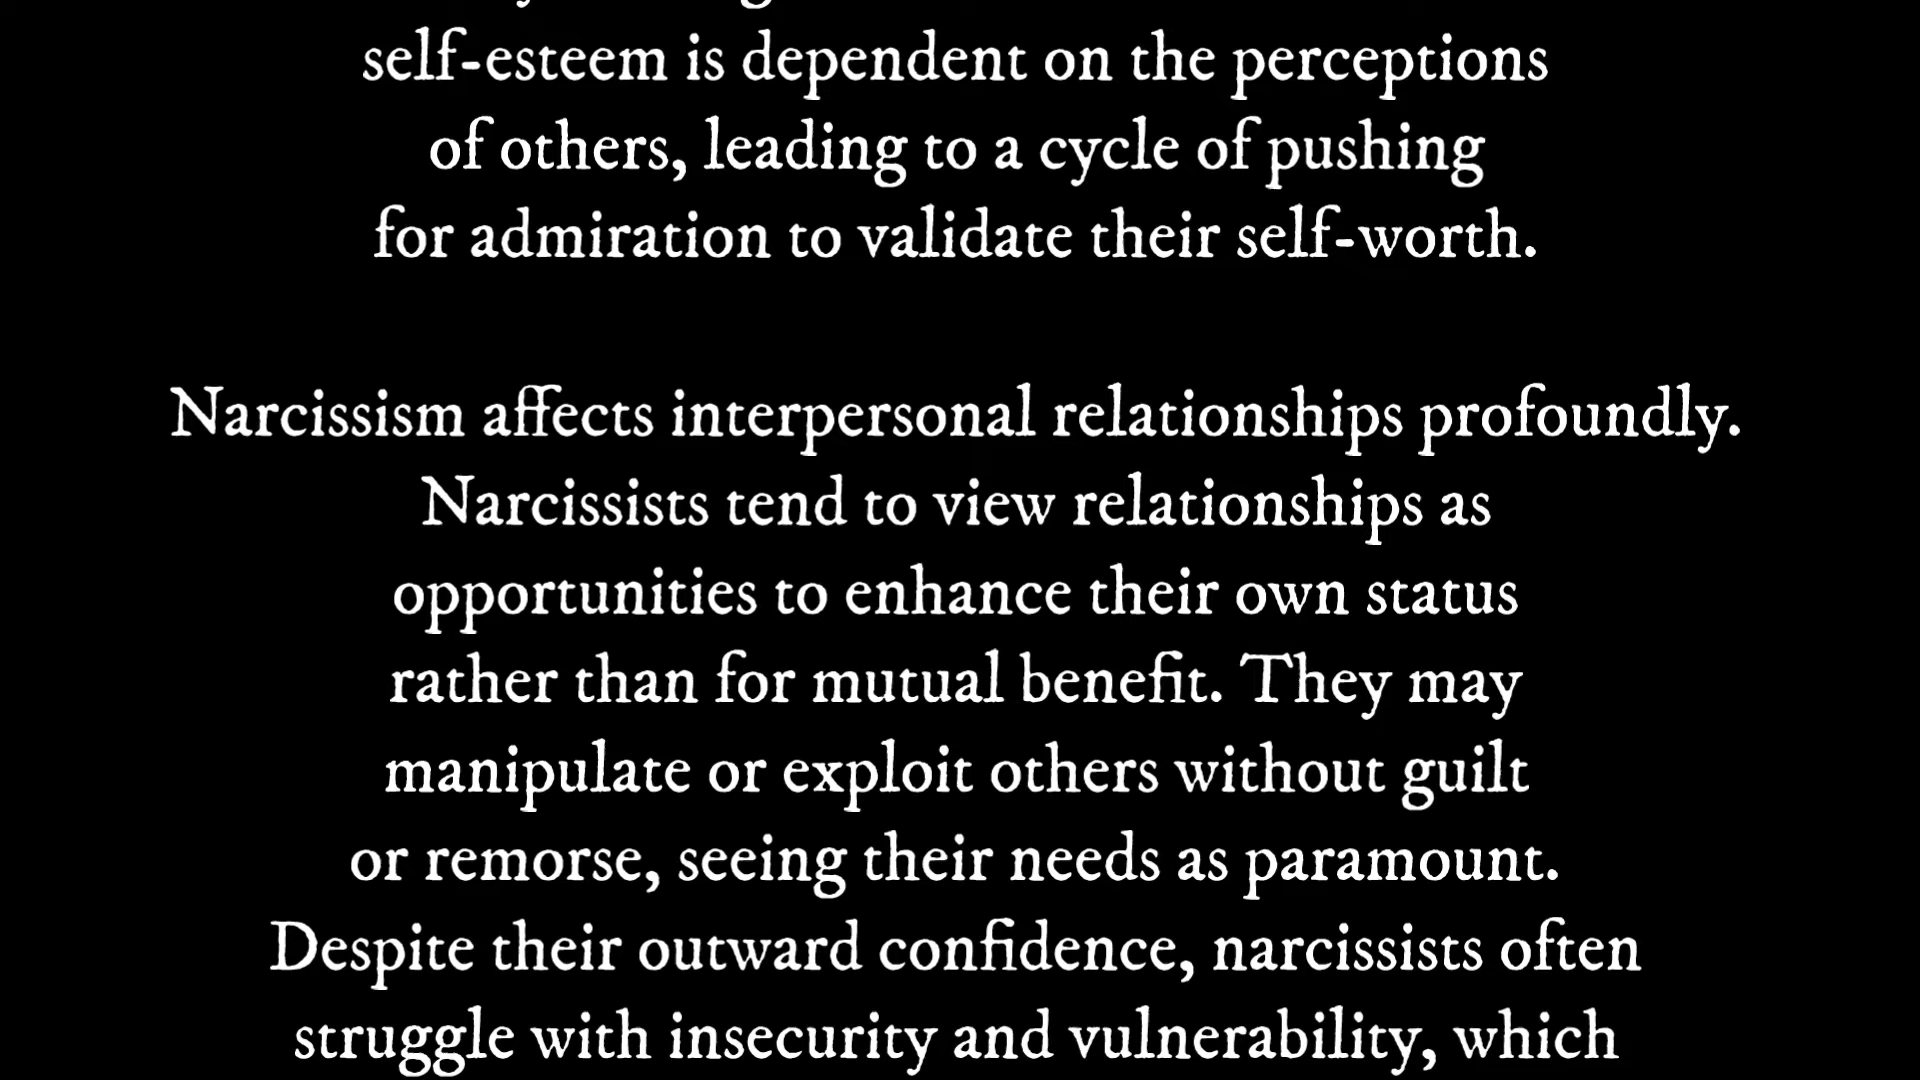 self-esteem is dependent on the perceptions
of others, leading to a cycle of pushing
for admiration to validate their self-worth.
Narcissism affects interpersonal relationships profoundly.
Narcissists tend to view relationships as
opportunities to enhance their own status
rather than for mutual benefit. They may
manipulate or exploit others without guilt
or remorse, seeing their needs as paramount.
Despite their outward confidence, narcissists often
struggle with insecurity and vulnerability, which